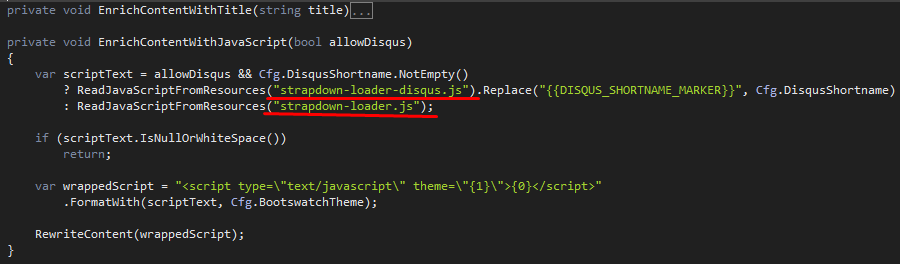 private void EnrichContentWithTitle(string title)...
private void EnrichContentWithJavaScript(bool allowDisqus)
{
var scriptText = allowDisqus && Cfg.DisqusShortname.NotEmpty()
? ReadJavaScriptFromResources("strapdown-loader-disqus.js").Replace("{{DISQUS_SHORTNAME_MARKER}}", Cfg.DisqusShortname)
: ReadJavaScriptFromResources("strapdown-loader.js");
if (scriptText.IsNullOrWhiteSpace())
return;
var wrappedScript = "<script type=\"text/javascript\" theme=\"{1}\">{0}</script>"
.FormatWith(scriptText, Cfg.BootswatchTheme);
RewriteContent(wrappedScript);
}